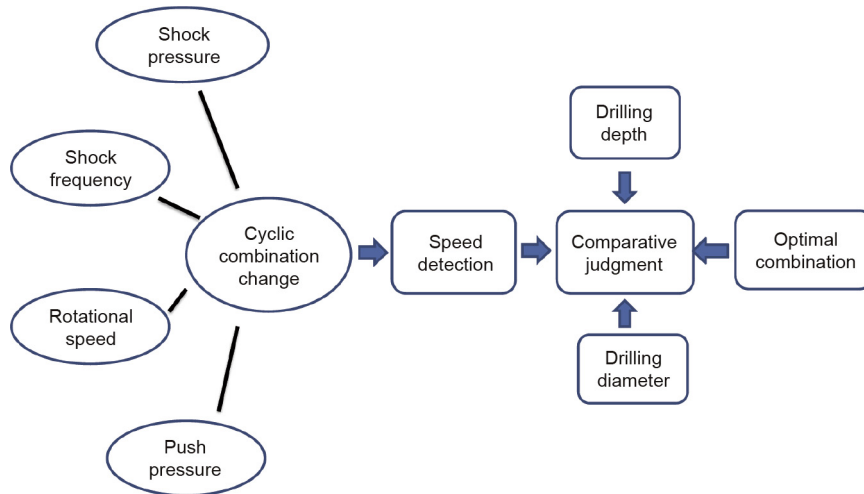 Shock
pressure
Shock
frequency
Rotational
speed
Push
pressure
Cyclic
combination
change
Speed
detection
Drilling
depth
Comparative
judgment
Drilling
diameter
Optimal
combination